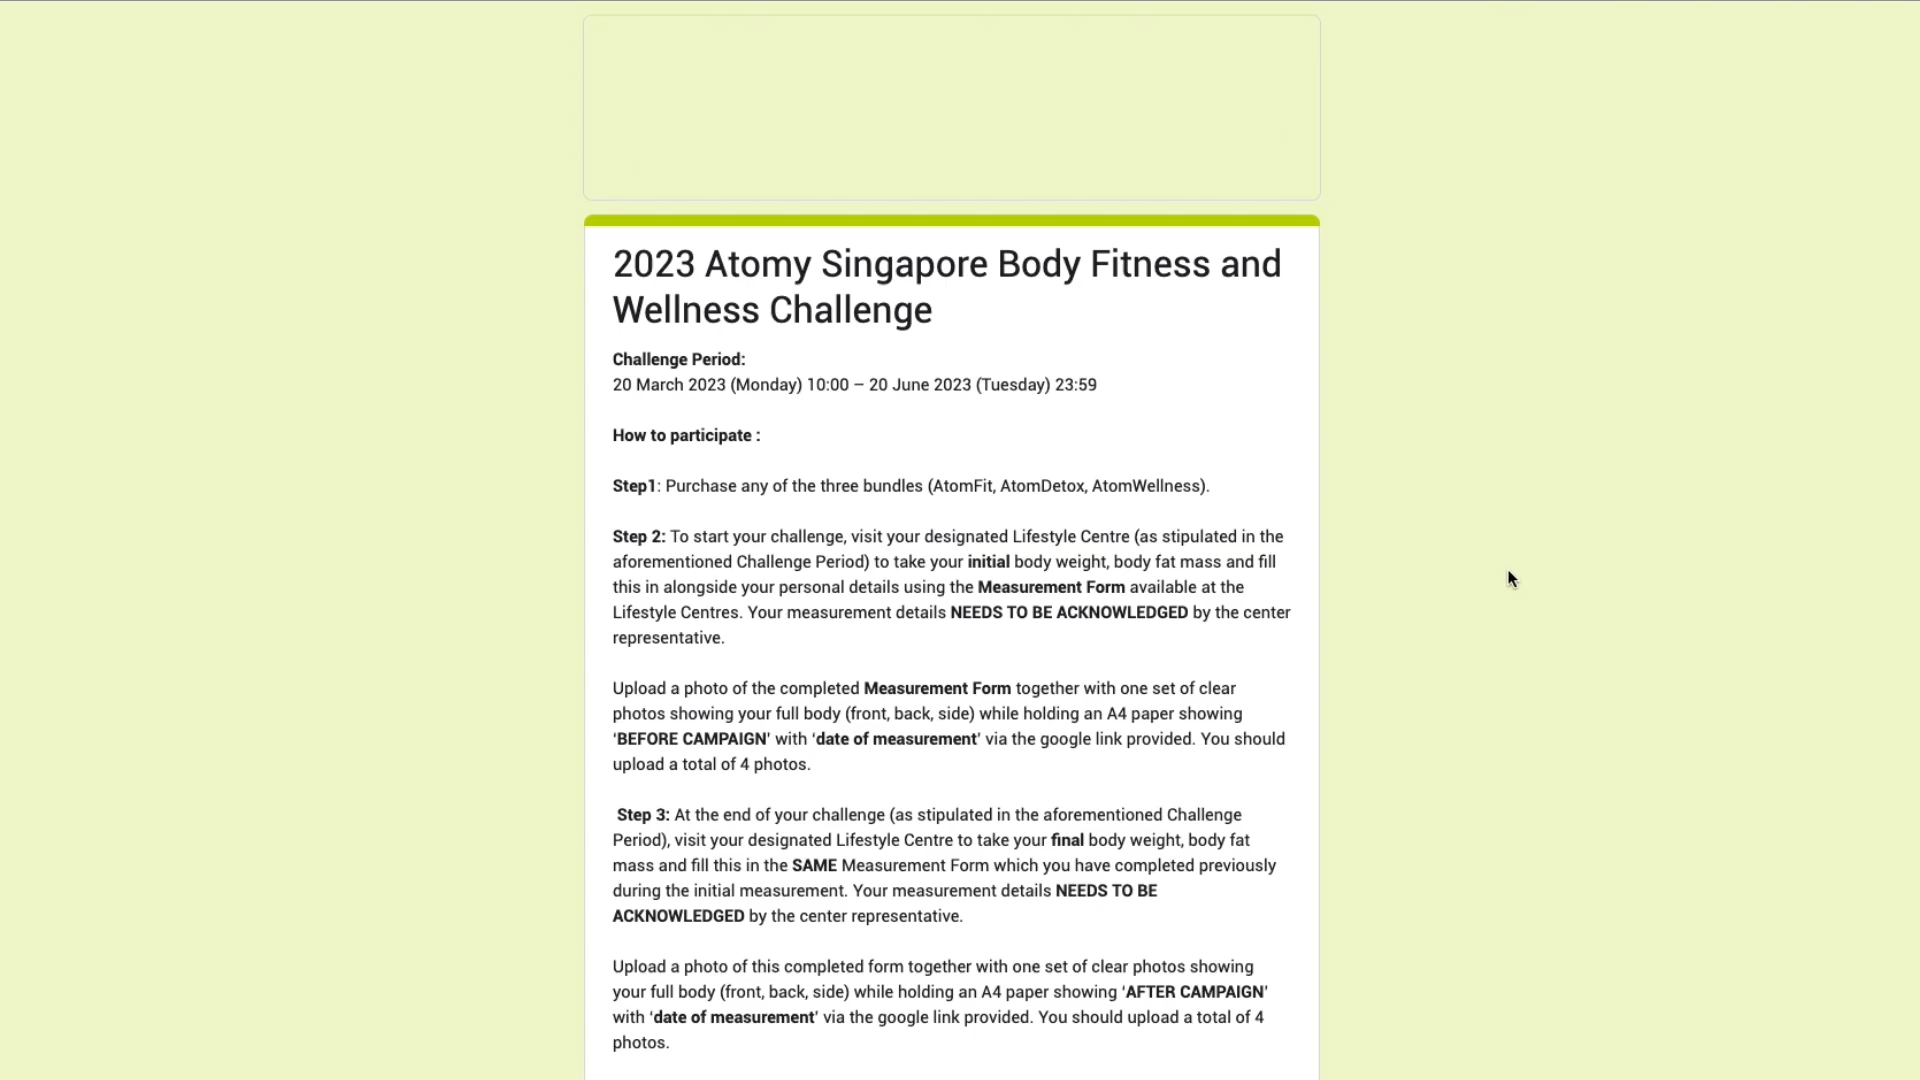 2023 Atomy Singapore Body Fitness and
Wellness Challenge
Challenge Period:
20 March 2023 (Monday) 10:00 – 20 June 2023 (Tuesday) 23:59
How to participate :
Step1: Purchase any of the three bundles (AtomFit, AtomDetox, AtomWellness).
Step 2: To start your challenge, visit your designated Lifestyle Centre (as stipulated in the
aforementioned Challenge Period) to take your initial body weight, body fat mass and fill
this in alongside your personal details using the Measurement Form available at the
Lifestyle Centres. Your measurement details NEEDS TO BE ACKNOWLEDGED by the center
representative.
Upload a photo of the completed Measurement Form together with one set of clear
photos showing your full body (front, back, side) while holding an A4 paper showing
‘BEFORE CAMPAIGN’ with ‘date of measurement’ via the google link provided. You should
upload a total of 4 photos.
Step 3: At the end of your challenge (as stipulated in the aforementioned Challenge
Period), visit your designated Lifestyle Centre to take your final body weight, body fat
mass and fill this in the SAME Measurement Form which you have completed previously
during the initial measurement. Your measurement details NEEDS TO BE
ACKNOWLEDGED by the center representative.
Upload a photo of this completed form together with one set of clear photos showing
your full body (front, back, side) while holding an A4 paper showing ‘AFTER CAMPAIGN’
with ‘date of measurement’ via the google link provided. You should upload a total of 4
photos.